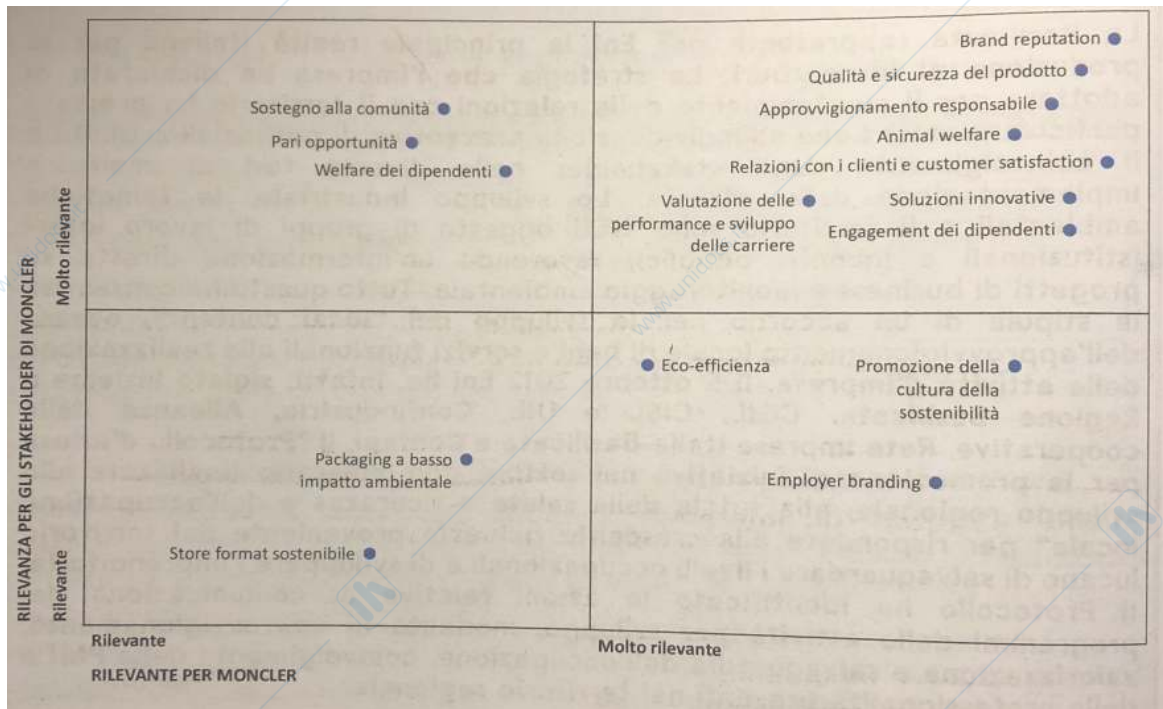 Brand reputation
Qualità e sicurezza del prodotto
Sostegno alla comunità
Approvvigionamento responsabile
Pari opportunità
Animal welfare
Welfare dei dipendenti
Relazioni con i clienti e customer satisfaction
Valutazione delle
performance e sviluppo
delle carriere
Soluzioni innovative
Engagement dei dipendenti
Eco-efficienza
Promozione della
cultura della
sostenibilità
Packaging a basso
impatto ambientale
Employer branding
Store format sostenibile
RILEVANZA PER GLI STAKEHOLDER DI MONCLER
Molto rilevante
Rilevante
Rilevante
Molto rilevante
RILEVANTE PER MONCLER